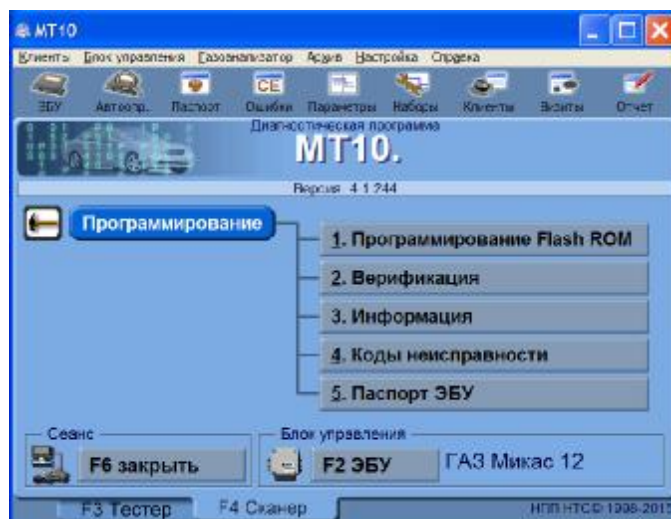 МТ10
Клиенты Блок управления Газоанализатор Архив Настройка Справка
ЭБУ Автоопр. Паспорт Ошибки Параметры Наборы Клиенты Визиты Отчет
CE
Диагностическая программа
МТ10.
Версия 4.1.244
Программирование
1. Программирование Flash ROM
2. Верификация
3. Информация
4. Коды неисправности
5. Паспорт ЭБУ
Сеанс
Блок управления
F6 закрыть
F2 ЭБУ
ГАЗ Микас 12
F3 Тестер
F4 Сканер
НПП НТС © 1998-201